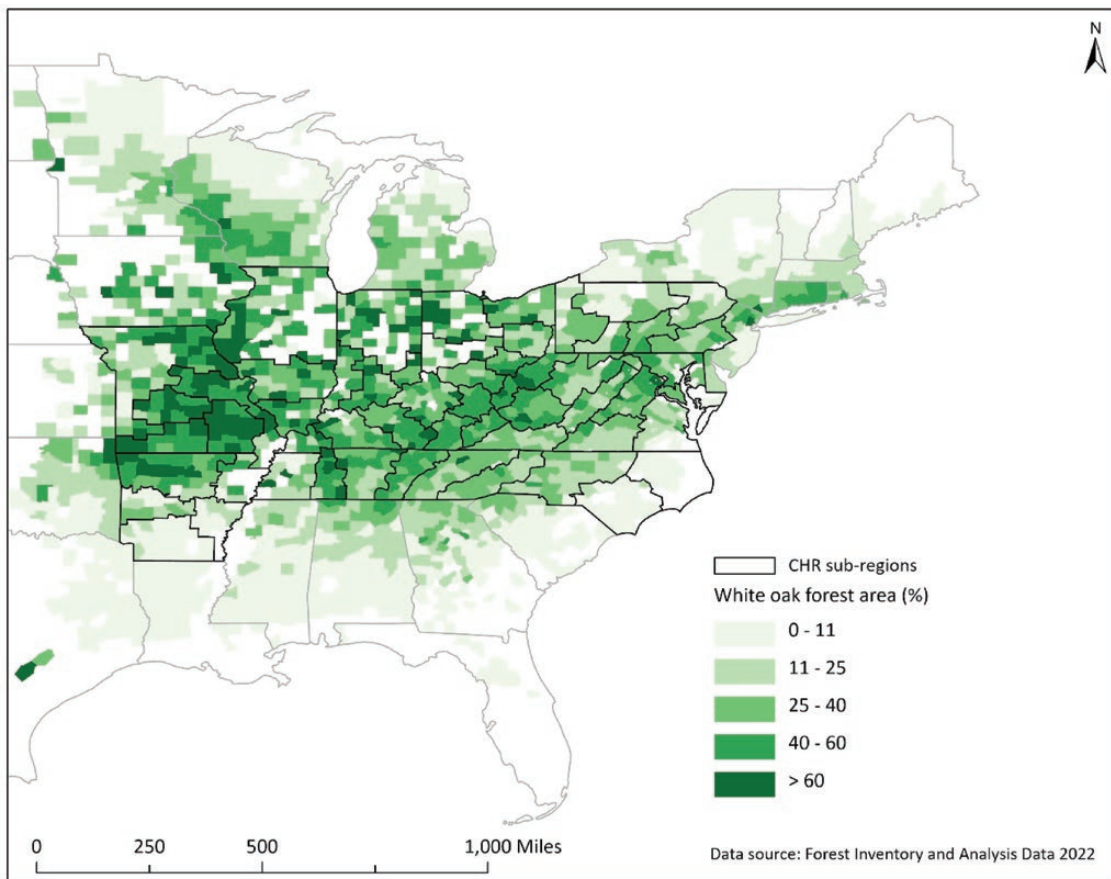 N
CHR sub-regions
White oak forest area (%)
0 - 11
11 - 25
25 - 40
40 - 60
> 60
0 250 500 1,000 Miles
Data source: Forest Inventory and Analysis Data 2022